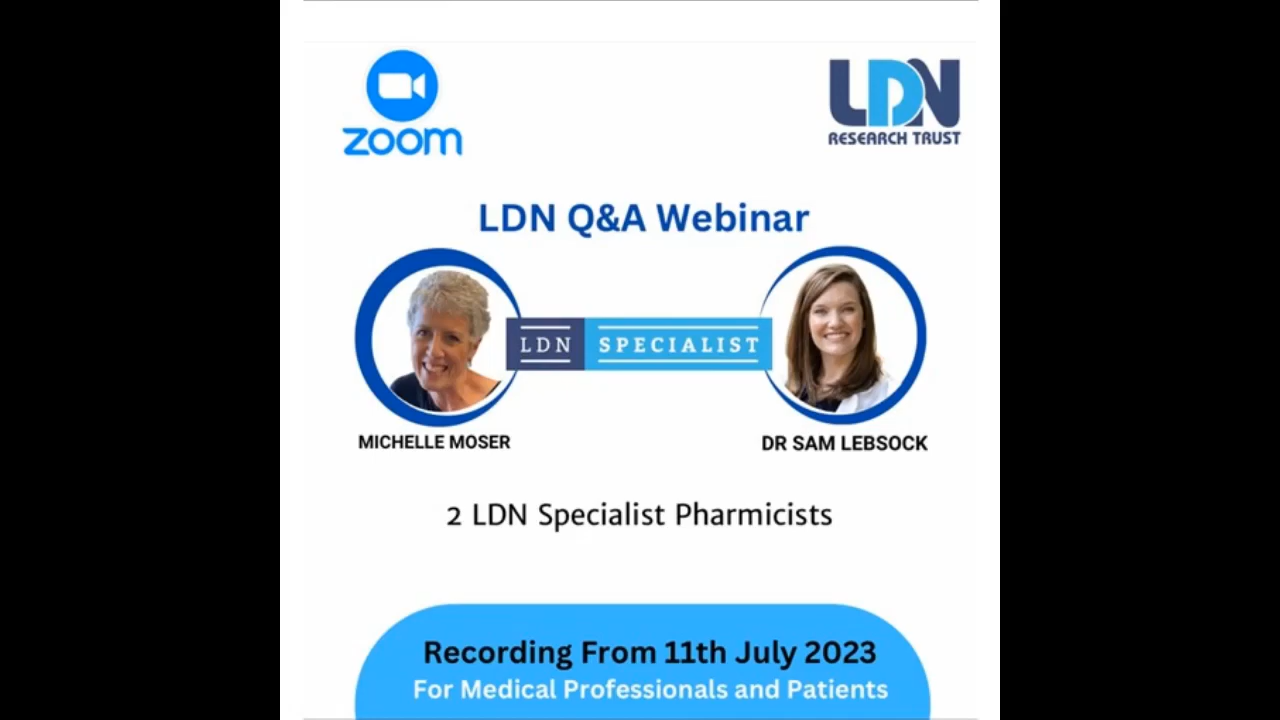 zoom
LDN
RESEARCH TRUST
LDN Q&A Webinar
LDN SPECIALIST
MICHELLE MOSER
DR SAM LEBSOCK
2 LDN Specialist Pharmicists
Recording From 11th July 2023
For Medical Professionals and Patients